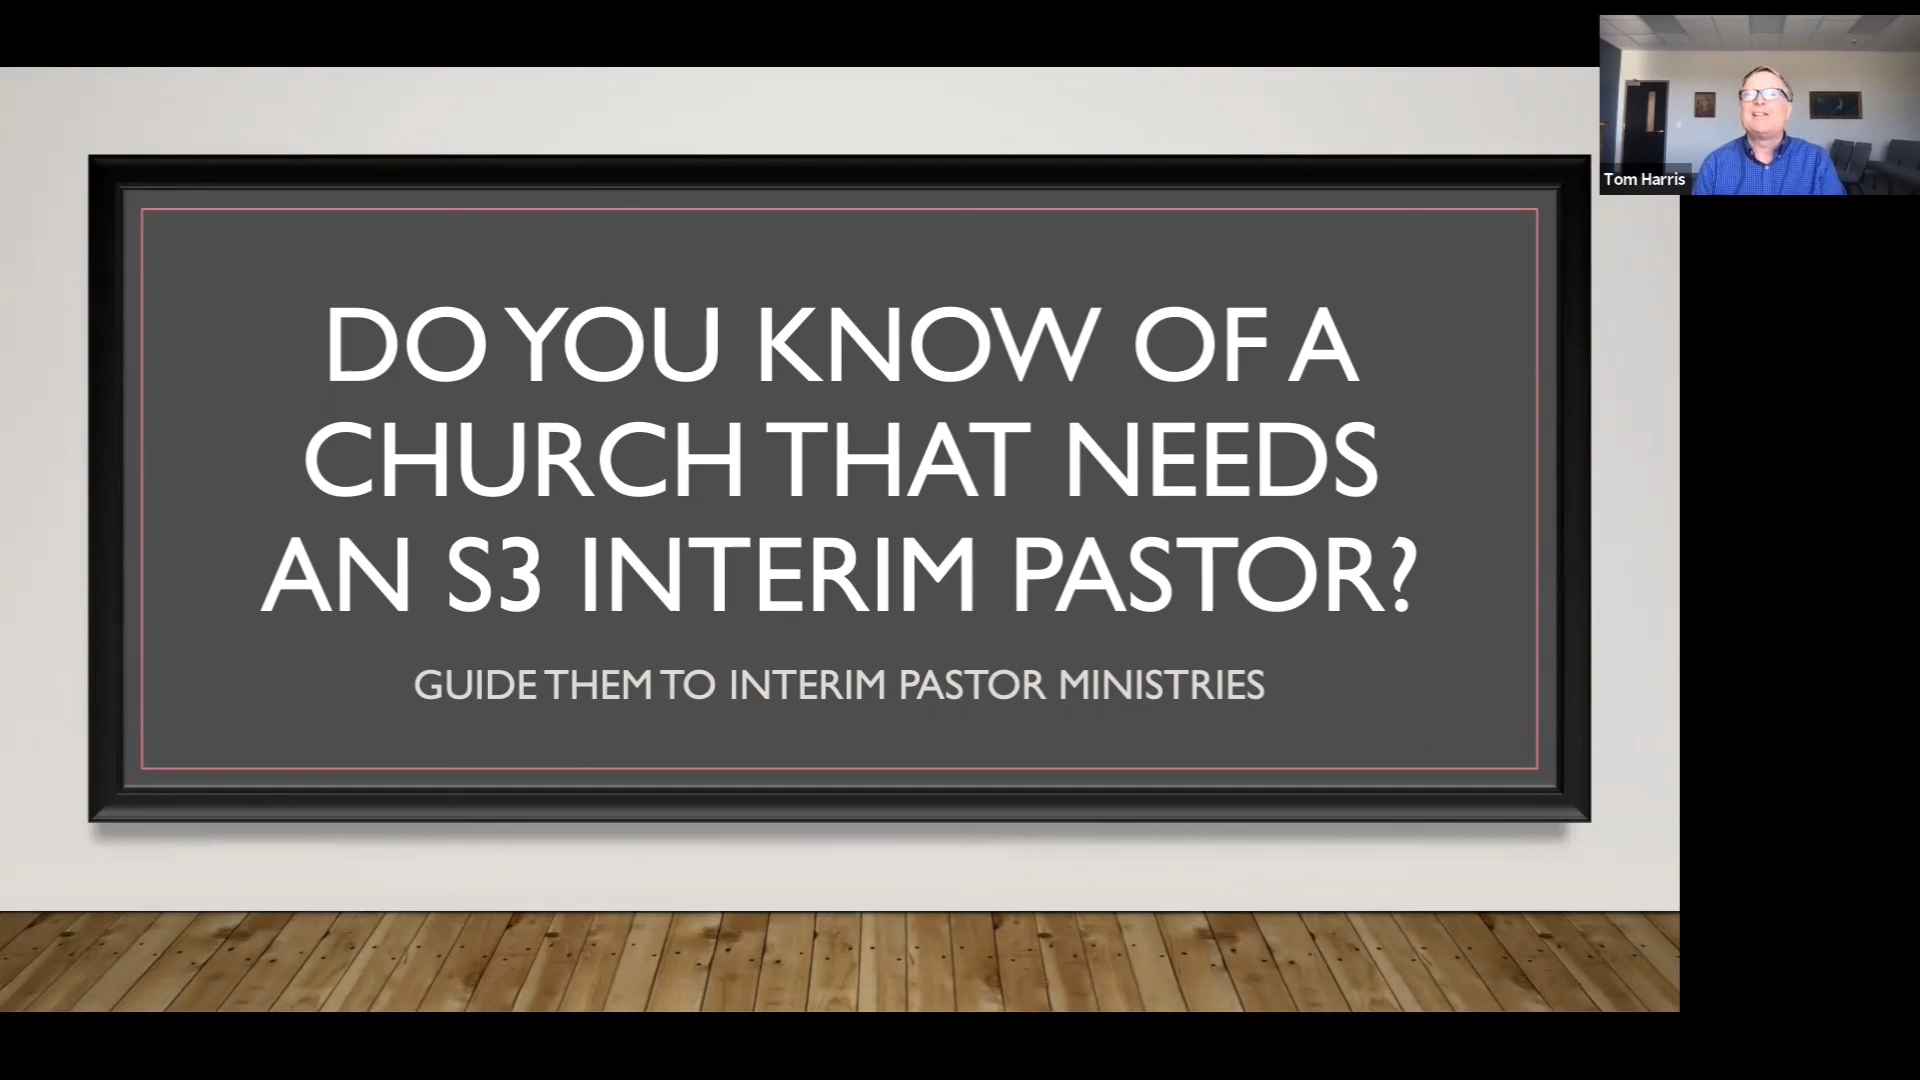 DO YOU KNOW OF A
CHURCH THAT NEEDS
AN S3 INTERIM PASTOR?
GUIDE THEM TO INTERIM PASTOR MINISTRIES
Tom Harris